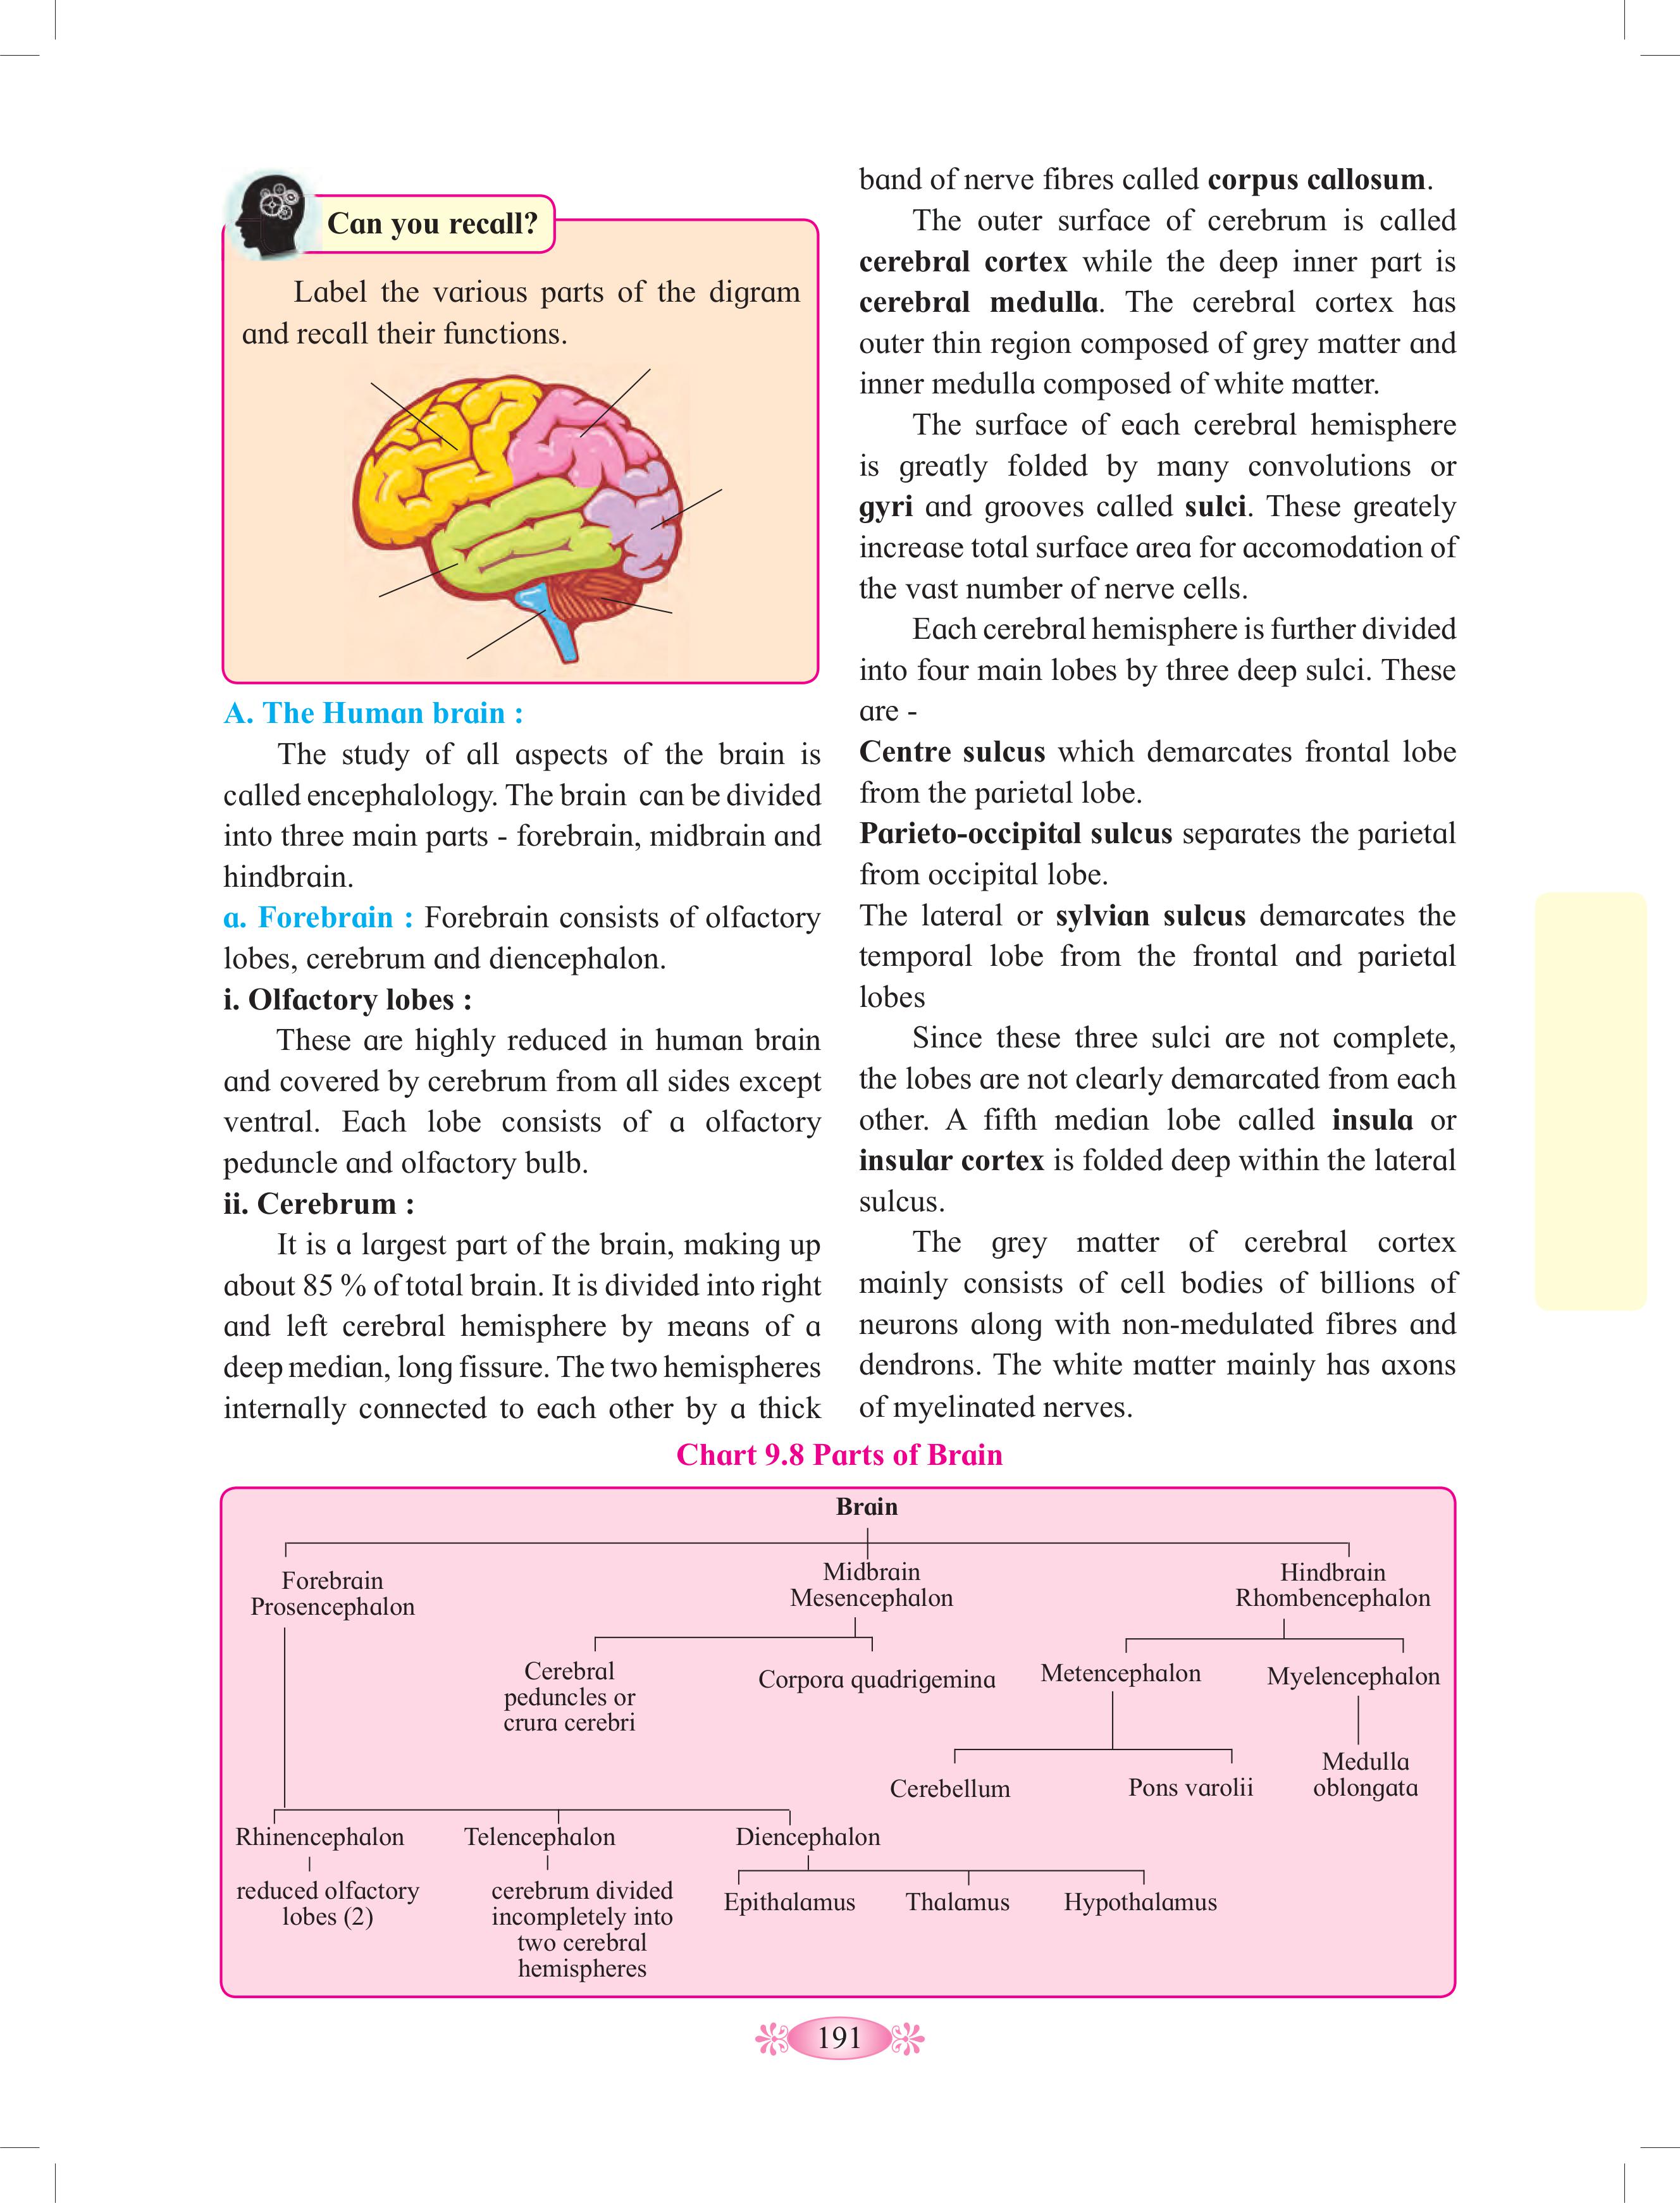 Can you recall?
Label the various parts of the digram
and recall their functions.
A. The Human brain :
The study of all aspects of the brain is
called encephalology. The brain can be divided
into three main parts - forebrain, midbrain and
hindbrain.
a. Forebrain : Forebrain consists of olfactory
lobes, cerebrum and diencephalon.
i. Olfactory lobes :
These are highly reduced in human brain
and covered by cerebrum from all sides except
ventral. Each lobe consists of a olfactory
peduncle and olfactory bulb.
ii. Cerebrum :
It is a largest part of the brain, making up
about 85 % of total brain. It is divided into right
and left cerebral hemisphere by means of a
deep median, long fissure. The two hemispheres
internally connected to each other by a thick
band of nerve fibres called corpus callosum.
The outer surface of cerebrum is called
cerebral cortex while the deep inner part is
cerebral medulla. The cerebral cortex has
outer thin region composed of grey matter and
inner medulla composed of white matter.
The surface of each cerebral hemisphere
is greatly folded by many convolutions or
gyri and grooves called sulci. These greately
increase total surface area for accomodation of
the vast number of nerve cells.
Each cerebral hemisphere is further divided
into four main lobes by three deep sulci. These
are -
Centre sulcus which demarcates frontal lobe
from the parietal lobe.
Parieto-occipital sulcus separates the parietal
from occipital lobe.
The lateral or sylvian sulcus demarcates the
temporal lobe from the frontal and parietal
lobes
Since these three sulci are not complete,
the lobes are not clearly demarcated from each
other. A fifth median lobe called insula or
insular cortex is folded deep within the lateral
sulcus.
The grey matter of cerebral cortex
mainly consists of cell bodies of billions of
neurons along with non-medulated fibres and
dendrons. The white matter mainly has axons
of myelinated nerves.
Chart 9.8 Parts of Brain
Brain
Forebrain
Prosencephalon
Midbrain
Mesencephalon
Hindbrain
Rhombencephalon
Cerebral
peduncles or
crura cerebri
Corpora quadrigemina
Metencephalon
Myelencephalon
Cerebellum
Pons varolii
Medulla
oblongata
Rhinencephalon
Telencephalon
Diencephalon
reduced olfactory
lobes (2)
cerebrum divided
incompletely into
two cerebral
hemispheres
Epithalamus
Thalamus
Hypothalamus
191